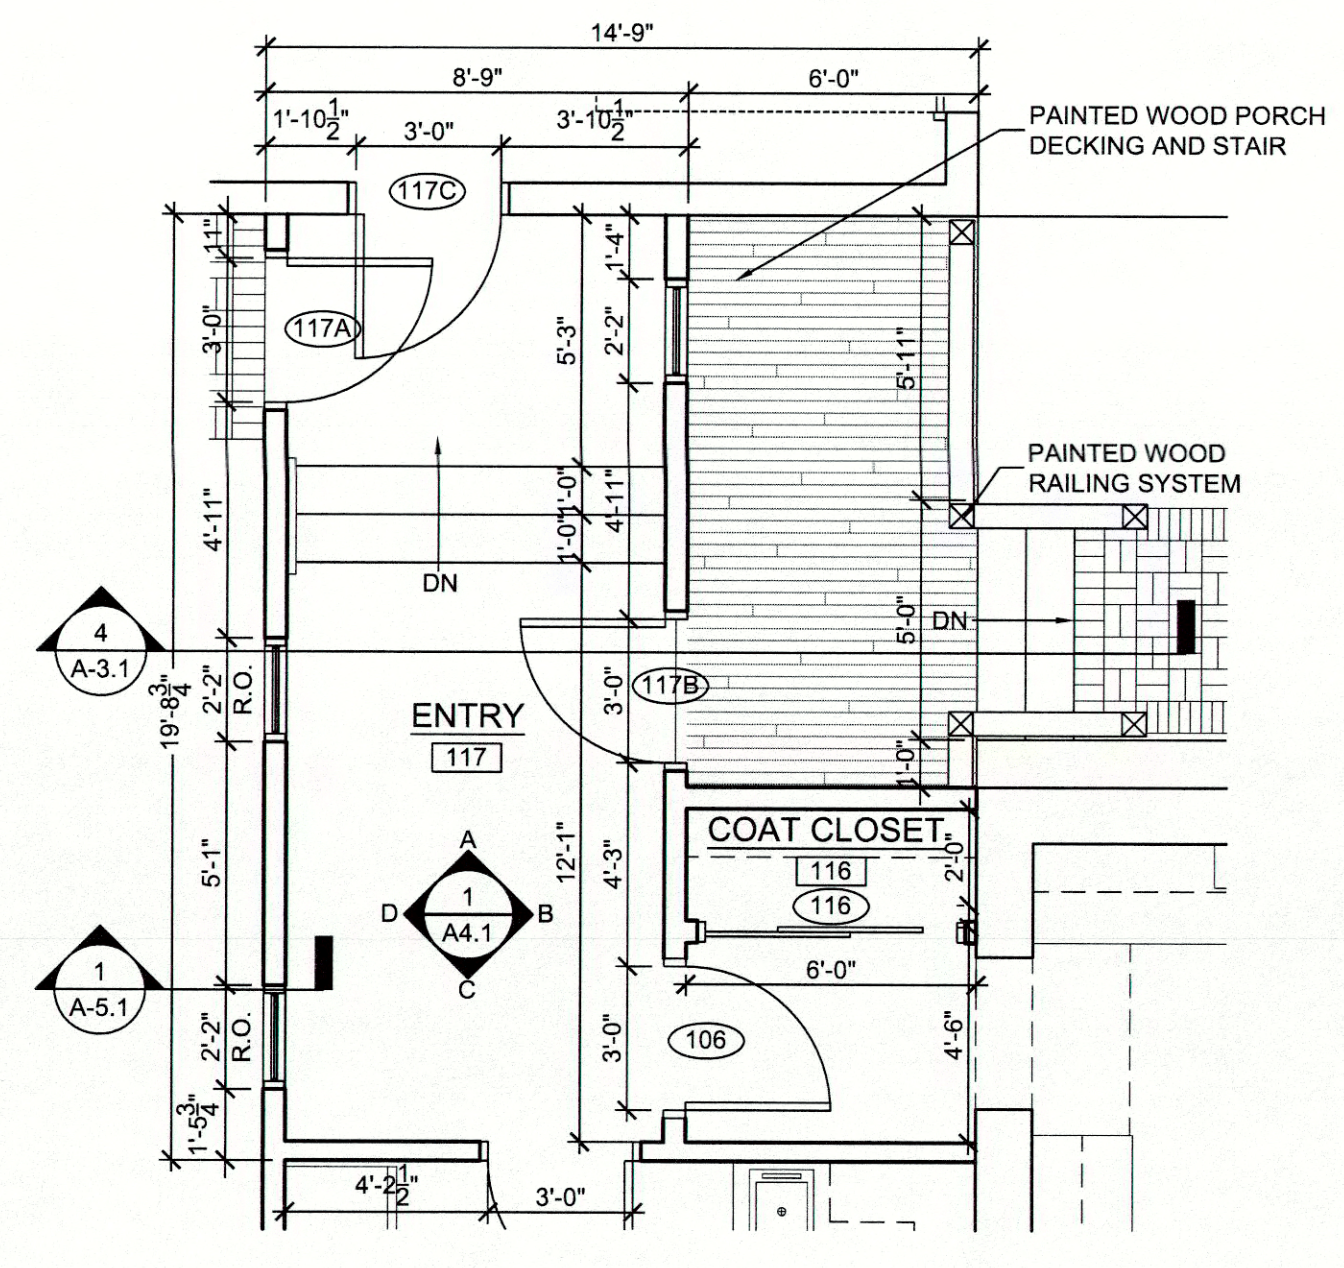 14'-9"
8'-9"
6'-0"
1'-10 1/2"
3'-0"
3'-10 1/2"
PAINTED WOOD PORCH
DECKING AND STAIR
117C
11"
1'-4"
117A
3'-0"
5'-3"
2'-2"
5'-11"
PAINTED WOOD
RAILING SYSTEM
4'-11"
1'-0"
1'-0"
4'-11"
DN
4
A-3.1
5'-0"
DN
19'-8 3/4"
2'-2"
R.O.
3'-0"
117B
ENTRY
117
1'-0"
5'-1"
12'-1"
4'-3"
COAT CLOSET
2'-0"
116
116
A
D
1
B
A4.1
C
1
A-5.1
6'-0"
2'-2"
R.O.
3'-0"
106
4'-6"
1'-5 3/4"
4'-2 1/2"
3'-0"